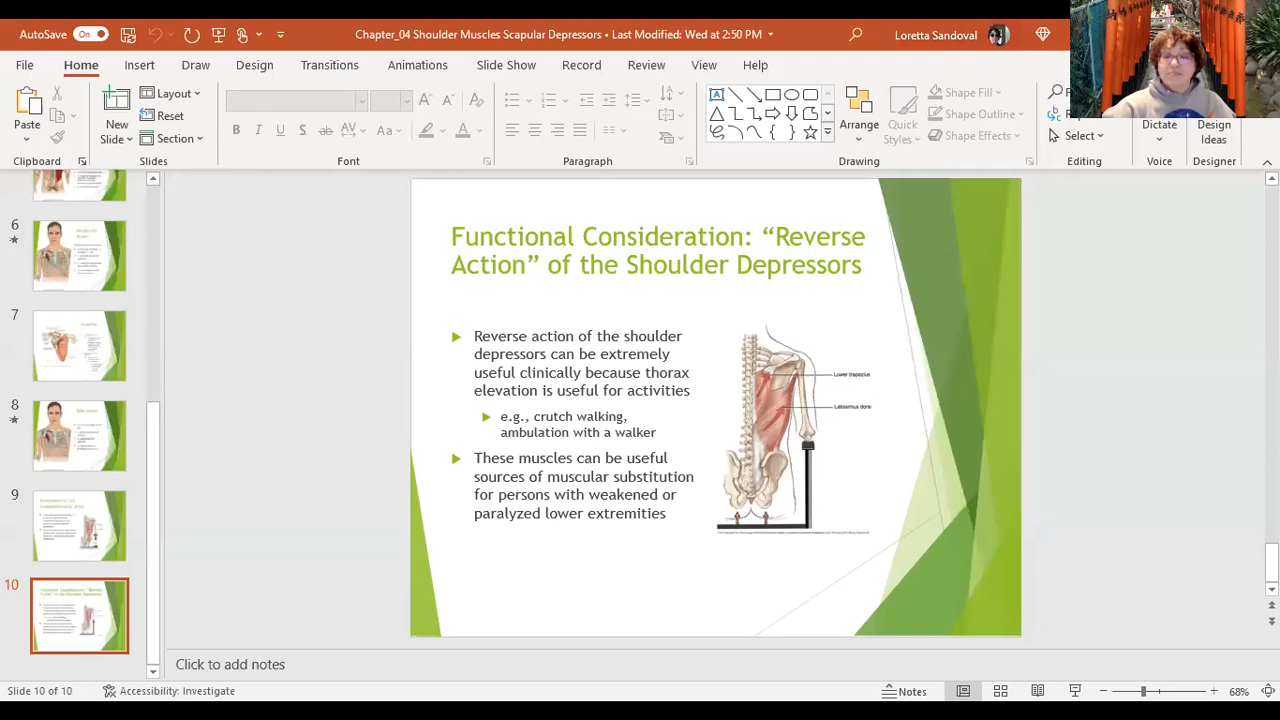 AutoSave On
Chapter_04 Shoulder Muscles Scapular Depressors • Last Modified: Wed at 2:50 PM
Loretta Sandoval
File Home Insert Draw Design Transitions Animations Slide Show Record Review View Help
Paste
New
Slide
Layout
Reset
Section
B I U S ab AV Aa A
Arrange
Quick
Styles
Shape Fill
Shape Outline
Shape Effects
Select
Dictate
Design
Ideas
Clipboard Slides Font Paragraph Drawing Editing Voice Designer
6
7
8
9
10
Functional Consideration: “Reverse
Action” of the Shoulder Depressors
Reverse action of the shoulder
depressors can be extremely
useful clinically because thorax
elevation is useful for activities
e.g., crutch walking,
ambulation with a walker
These muscles can be useful
sources of muscular substitution
for persons with weakened or
paralyzed lower extremities
Lower trapezius
Latissimus dorsi
Click to add notes
Slide 10 of 10 Accessibility: Investigate Notes 68%